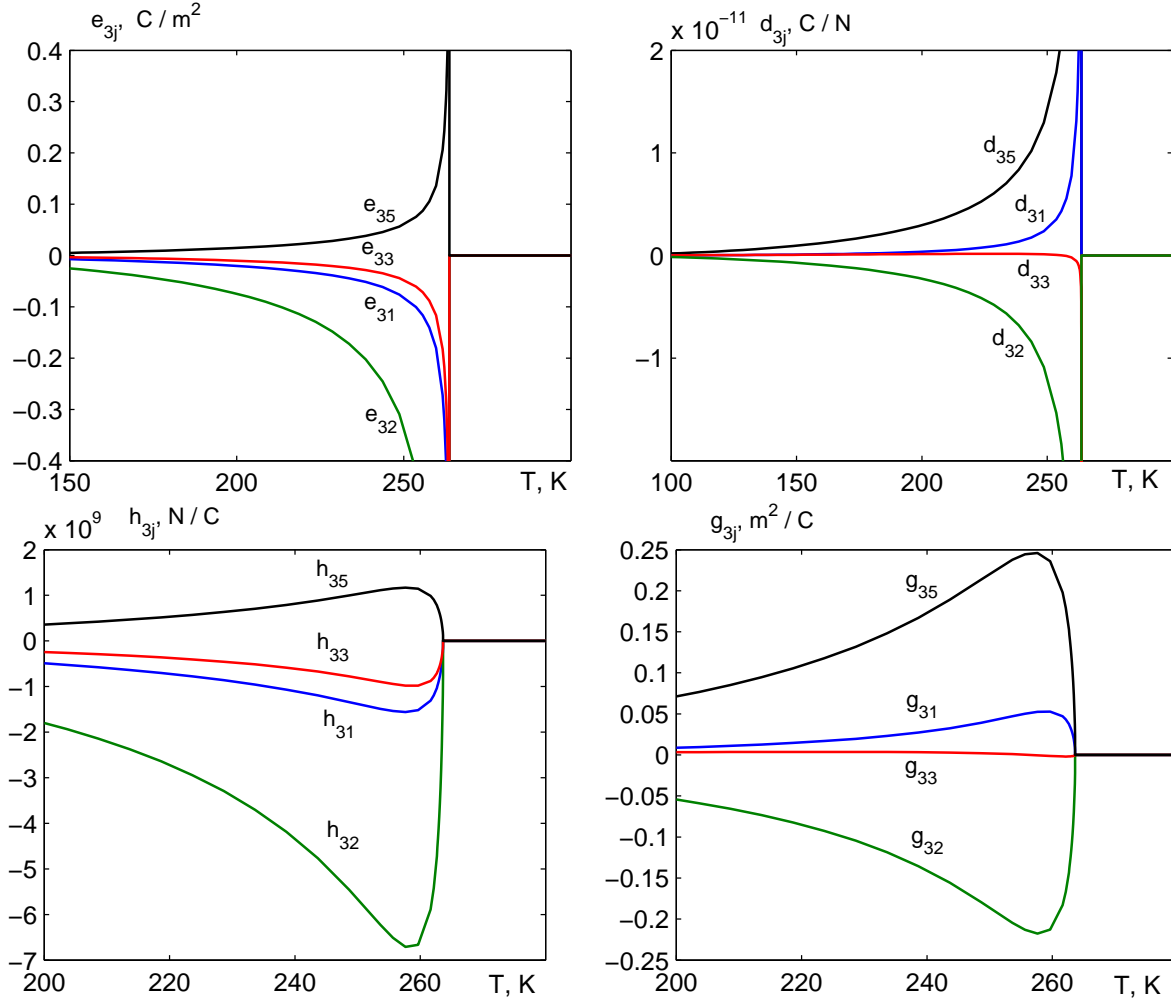 e3j, C / m2
0.4
0.3
0.2
0.1
0
−0.1
−0.2
−0.3
−0.4
e35
e33
e31
e32
150 200 250 T, K
x 10−11 d3j, C / N
2
1
0
−1
d35
d31
d33
d32
100 150 200 250 T, K
x 109 h3j, N / C
2
1
0
−1
−2
−3
−4
−5
−6
−7
h35
h33
h31
h32
200 220 240 260 T, K
g3j, m2 / C
0.25
0.2
0.15
0.1
0.05
0
−0.05
−0.1
−0.15
−0.2
−0.25
g35
g31
g33
g32
200 220 240 260 T, K